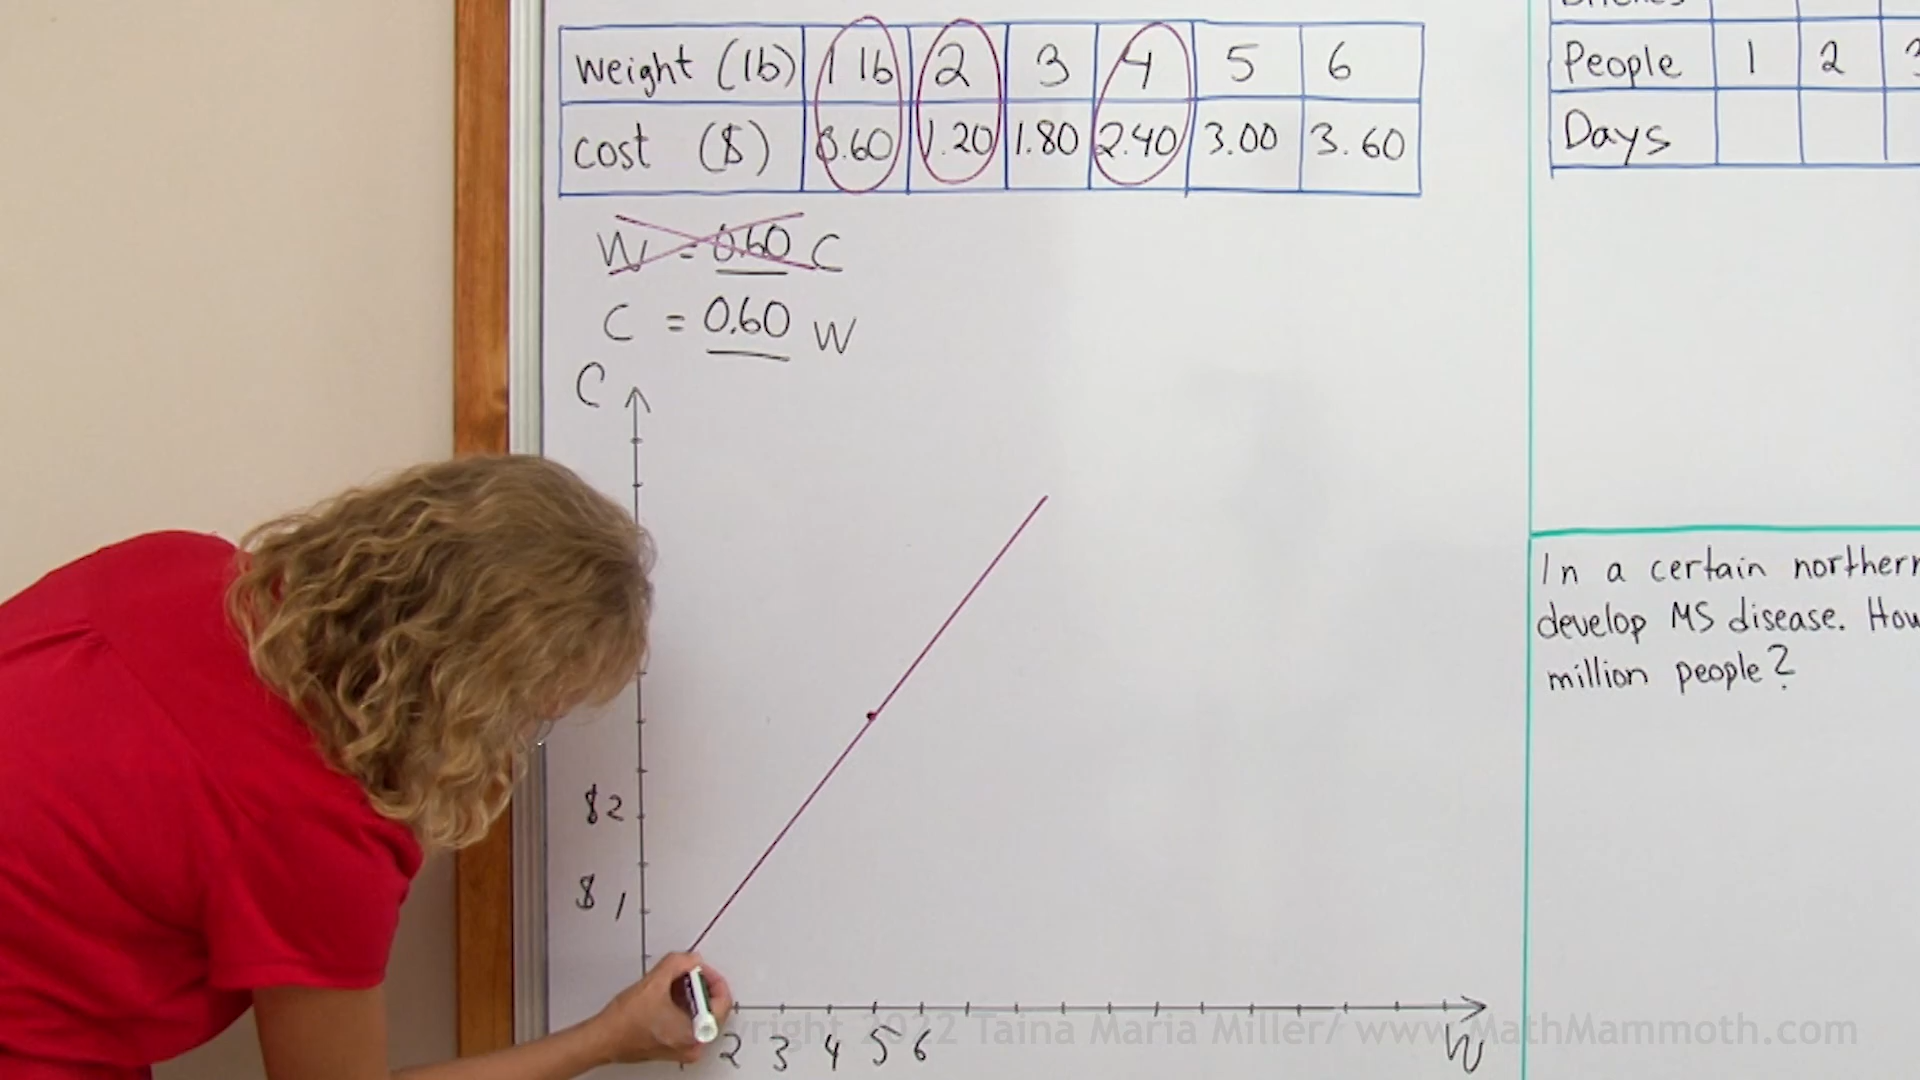 weight (lb) 1 lb 2 3 4 5 6
cost ($) 0.60 1.20 1.80 2.40 3.00 3.60
W = 0.60 C
C = 0.60 W
C
$2
$1
2 3 4 5 6 W
2022 Taina Maria Miller/ www.MathMammoth.com
People 1 2 3
Days
In a certain northern
develop MS disease. How
million people?